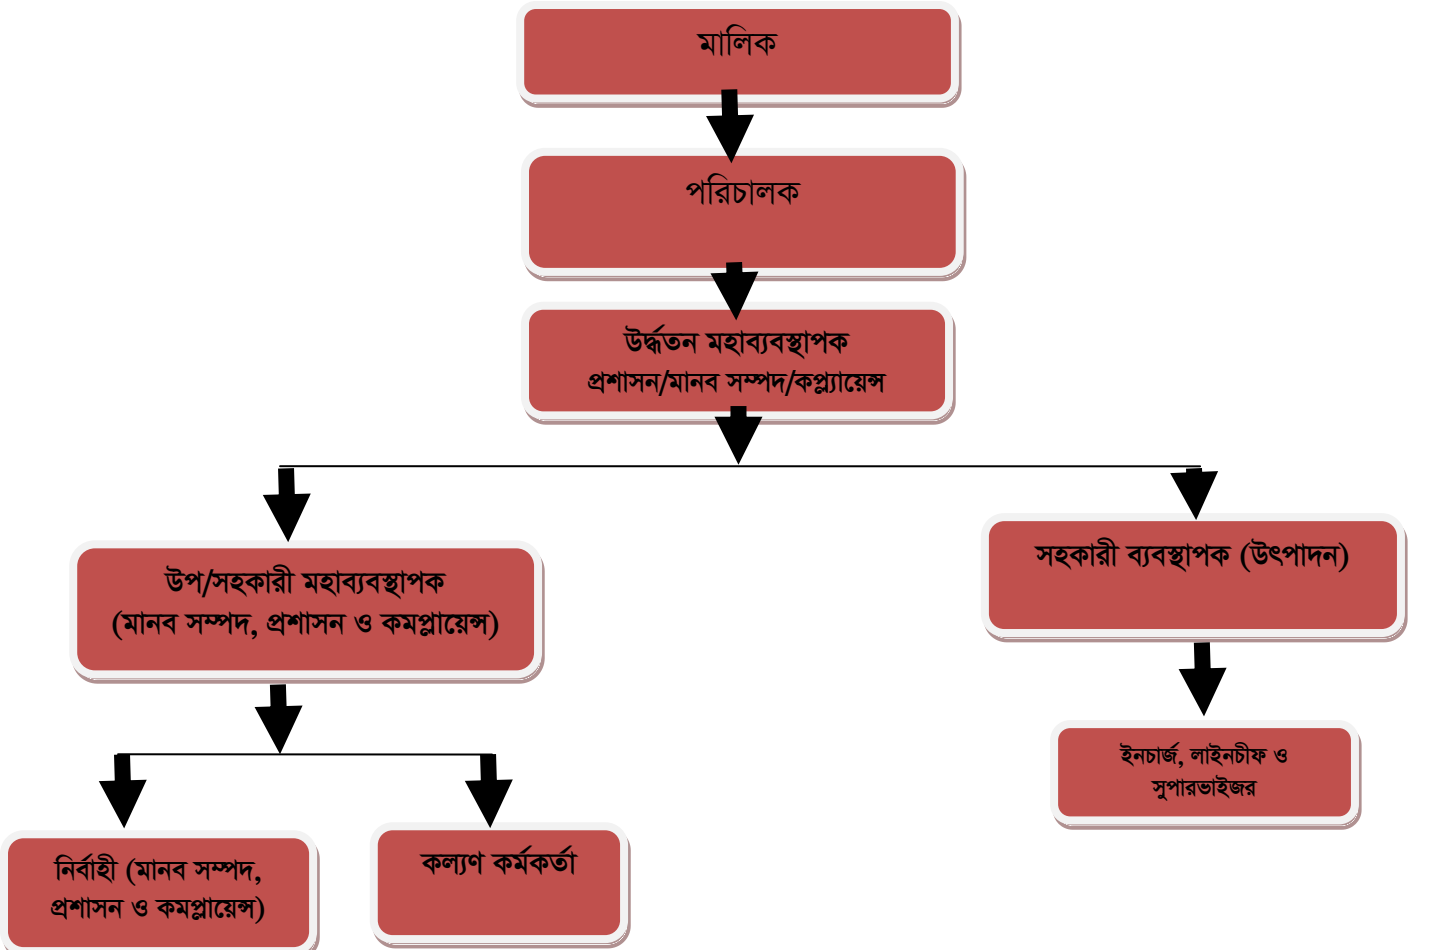 মালিক
পরিচালক
উর্দ্ধতন মহাব্যবস্থাপক
প্রশাসন/মানব সম্পদ/কপ্ল্যায়েন্স
উপ/সহকারী মহাব্যবস্থাপক
(মানব সম্পদ, প্রশাসন ও কমপ্লায়েন্স)
সহকারী ব্যবস্থাপক (উৎপাদন)
ইনচার্জ, লাইনচীফ ও
সুপারভাইজর
নির্বাহী (মানব সম্পদ,
প্রশাসন ও কমপ্লায়েন্স)
কল্যণ কর্মকর্তা